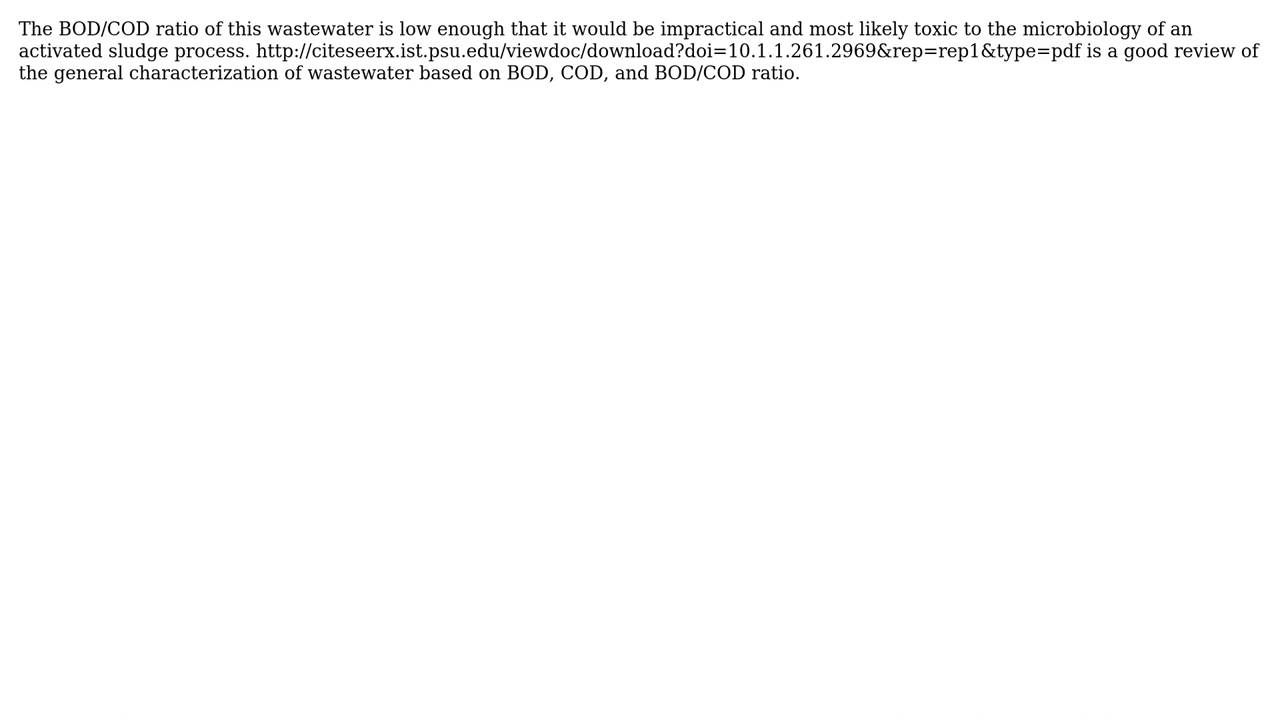 The BOD/COD ratio of this wastewater is low enough that it would be impractical and most likely toxic to the microbiology of an
activated sludge process. http://citeseerx.ist.psu.edu/viewdoc/download?doi=10.1.1.261.2969&rep=rep1&type=pdf is a good review of
the general characterization of wastewater based on BOD, COD, and BOD/COD ratio.